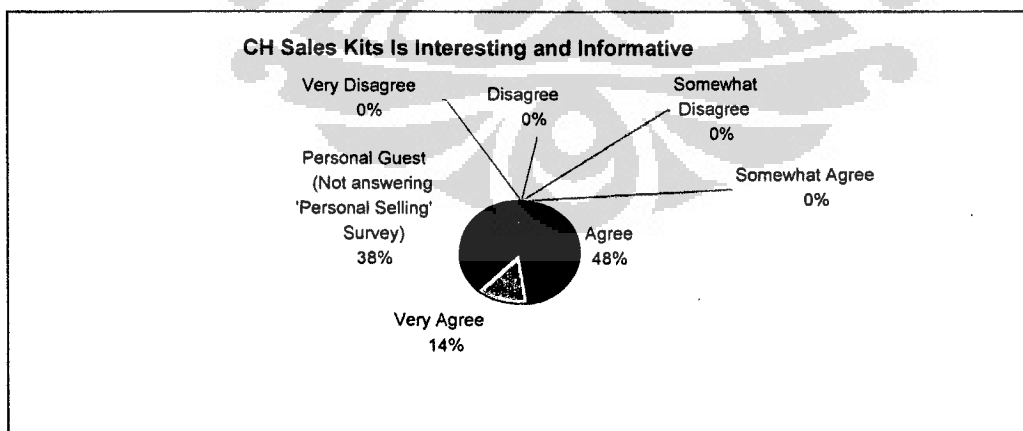 CH Sales Kits Is Interesting and Informative
Very Disagree
0%
Disagree
0%
Somewhat
Disagree
0%
Somewhat Agree
0%
Personal Guest
(Not answering
'Personal Selling'
Survey)
38%
Agree
48%
Very Agree
14%